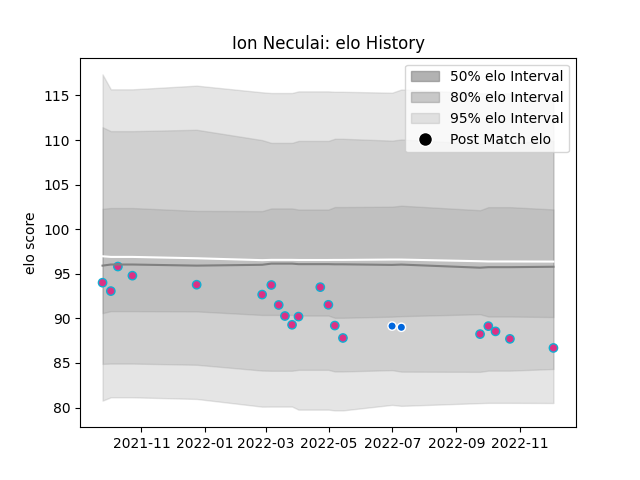 Ion Neculai: elo History
50% elo Interval
80% elo Interval
95% elo Interval
Post Match elo
elo score
115
110
105
100
95
90
85
80
2021-11 2022-01 2022-03 2022-05 2022-07 2022-09 2022-11